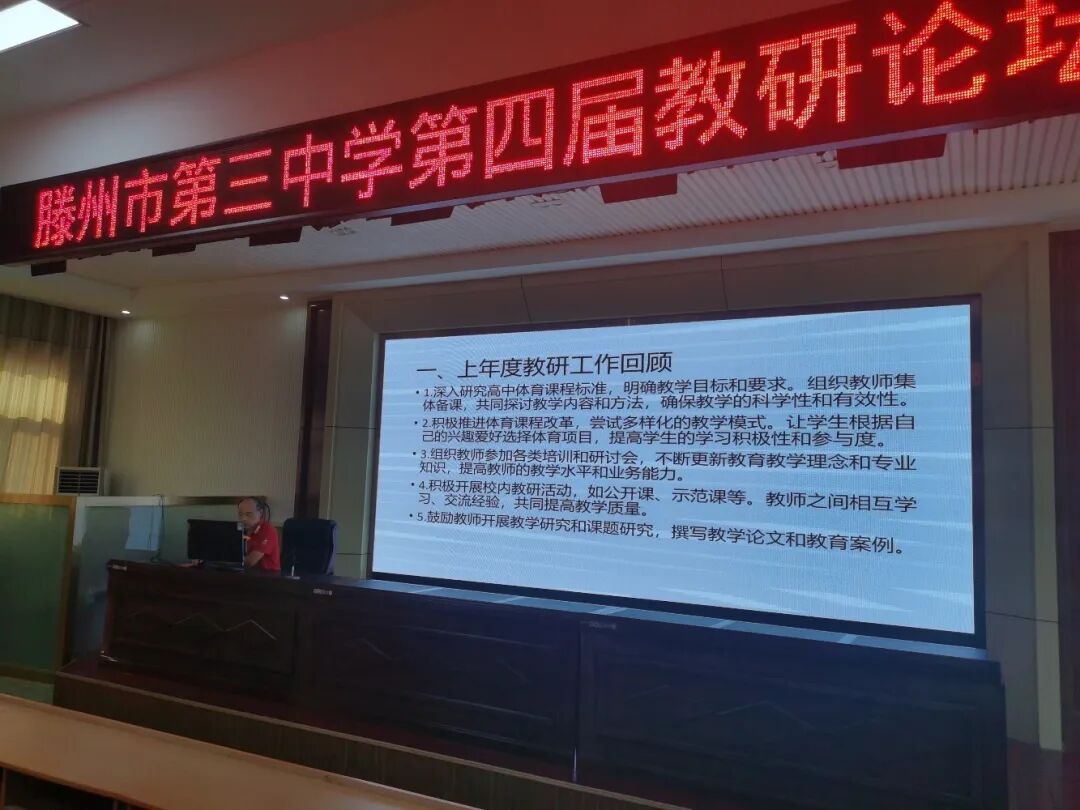 滕州市第三中学第四届教研论坛
一、上年度教研工作回顾
• 1.深入研究高中体育课程标准，明确教学目标和要求。组织教师集
体备课，共同探讨教学内容和方法，确保教学的科学性和有效性。
• 2.积极推进体育课程改革，尝试多样化的教学模式。让学生根据自
己的兴趣爱好选择体育项目，提高学生的学习积极性和参与度。
• 3.组织教师参加各类培训和研讨会，不断更新教育教学理念和专业
知识，提高教师的教学水平和业务能力。
• 4.积极开展校内教研活动，如公开课、示范课等。教师之间相互学
习、交流经验，共同提高教学质量。
• 5.鼓励教师开展教学研究和课题研究，撰写教学论文和教育案例。